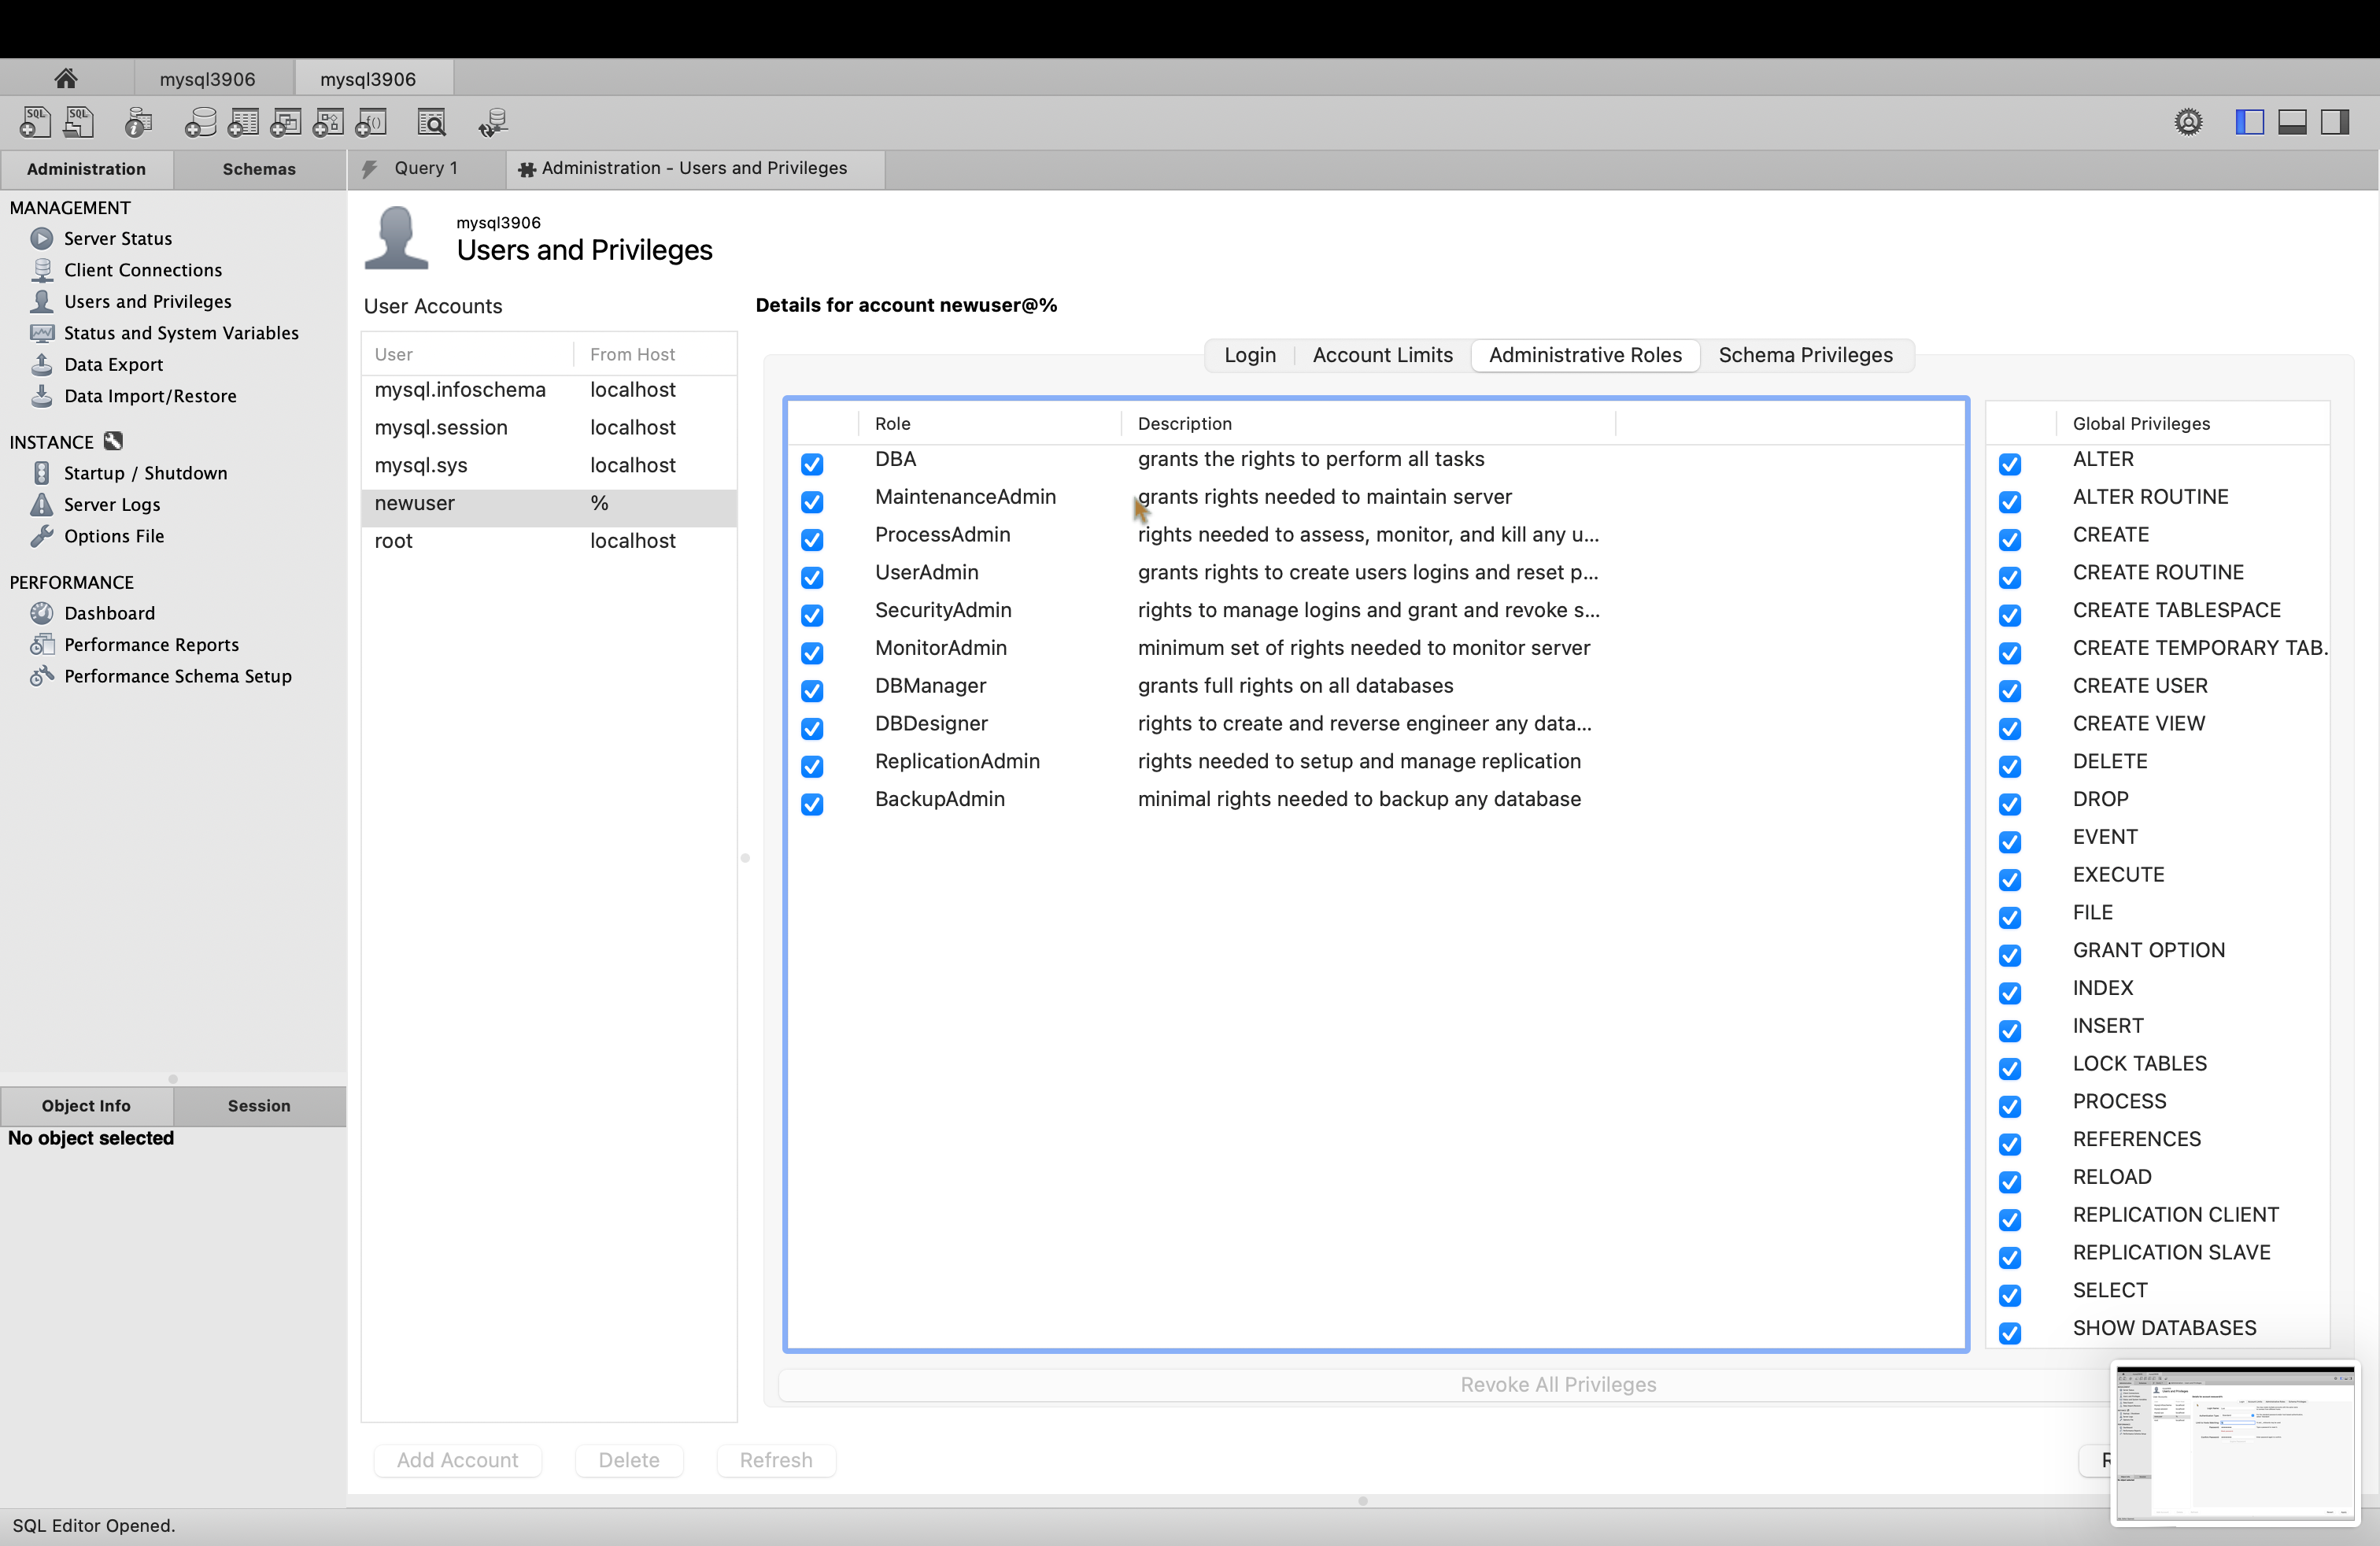 mysql3906
mysql3906
Administration
Schemas
Query 1
Administration - Users and Privileges
MANAGEMENT
Server Status
Client Connections
Users and Privileges
Status and System Variables
Data Export
Data Import/Restore
INSTANCE
Startup / Shutdown
Server Logs
Options File
PERFORMANCE
Dashboard
Performance Reports
Performance Schema Setup
Object Info
Session
No object selected
mysql3906
Users and Privileges
User Accounts
User From Host
mysql.infoschema localhost
mysql.session localhost
mysql.sys localhost
newuser %
root localhost
Add Account
Delete
Refresh
Details for account newuser@%
Login
Account Limits
Administrative Roles
Schema Privileges
Role Description
DBA grants the rights to perform all tasks
MaintenanceAdmin grants rights needed to maintain server
ProcessAdmin rights needed to assess, monitor, and kill any u...
UserAdmin grants rights to create users logins and reset p...
SecurityAdmin rights to manage logins and grant and revoke s...
MonitorAdmin minimum set of rights needed to monitor server
DBManager grants full rights on all databases
DBDesigner rights to create and reverse engineer any data...
ReplicationAdmin rights needed to setup and manage replication
BackupAdmin minimal rights needed to backup any database
Global Privileges
ALTER
ALTER ROUTINE
CREATE
CREATE ROUTINE
CREATE TABLESPACE
CREATE TEMPORARY TAB.
CREATE USER
CREATE VIEW
DELETE
DROP
EVENT
EXECUTE
FILE
GRANT OPTION
INDEX
INSERT
LOCK TABLES
PROCESS
REFERENCES
RELOAD
REPLICATION CLIENT
REPLICATION SLAVE
SELECT
SHOW DATABASES
Revoke All Privileges
SQL Editor Opened.